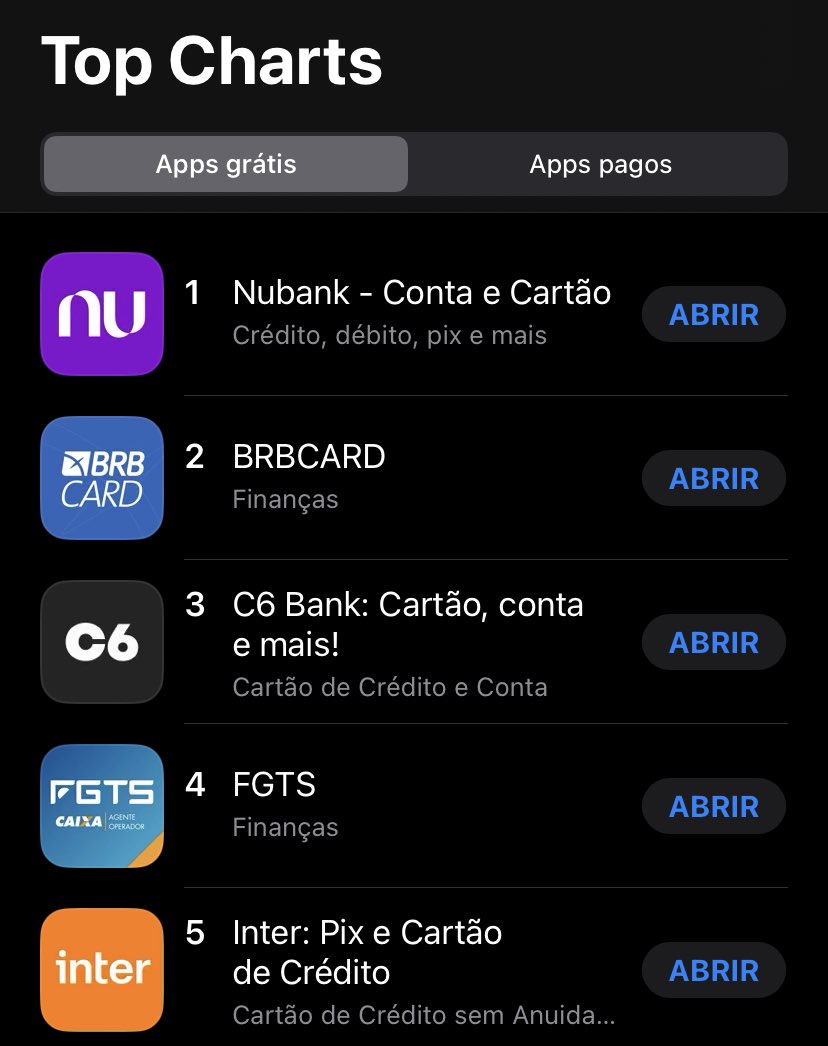 Top Charts
Apps grátis
Apps pagos
nu
1 Nubank - Conta e Cartão
Crédito, débito, pix e mais
ABRIR
BRB
CARD
2 BRBCARD
Finanças
ABRIR
C6
3 C6 Bank: Cartão, conta
e mais!
Cartão de Crédito e Conta
ABRIR
FGTS
CAIXA AGENTE
OPERADOR
4 FGTS
Finanças
ABRIR
inter
5 Inter: Pix e Cartão
de Crédito
Cartão de Crédito sem Anuida...
ABRIR